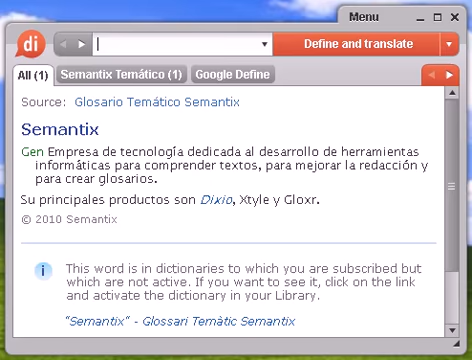 Menu
di
Define and translate
All (1) Semantix Temático (1) Google Define
Source: Glosario Temático Semantix
Semantix
Gen Empresa de tecnología dedicada al desarrollo de herramientas
informáticas para comprender textos, para mejorar la redacción y
para crear glosarios.
Su principales productos son Dixio, Xtyle y Gloxr.
© 2010 Semantix
i
This word is in dictionaries to which you are subscribed but
which are not active. If you want to see it, click on the link
and activate the dictionary in your Library.
"Semantix" - Glossari Temàtic Semantix